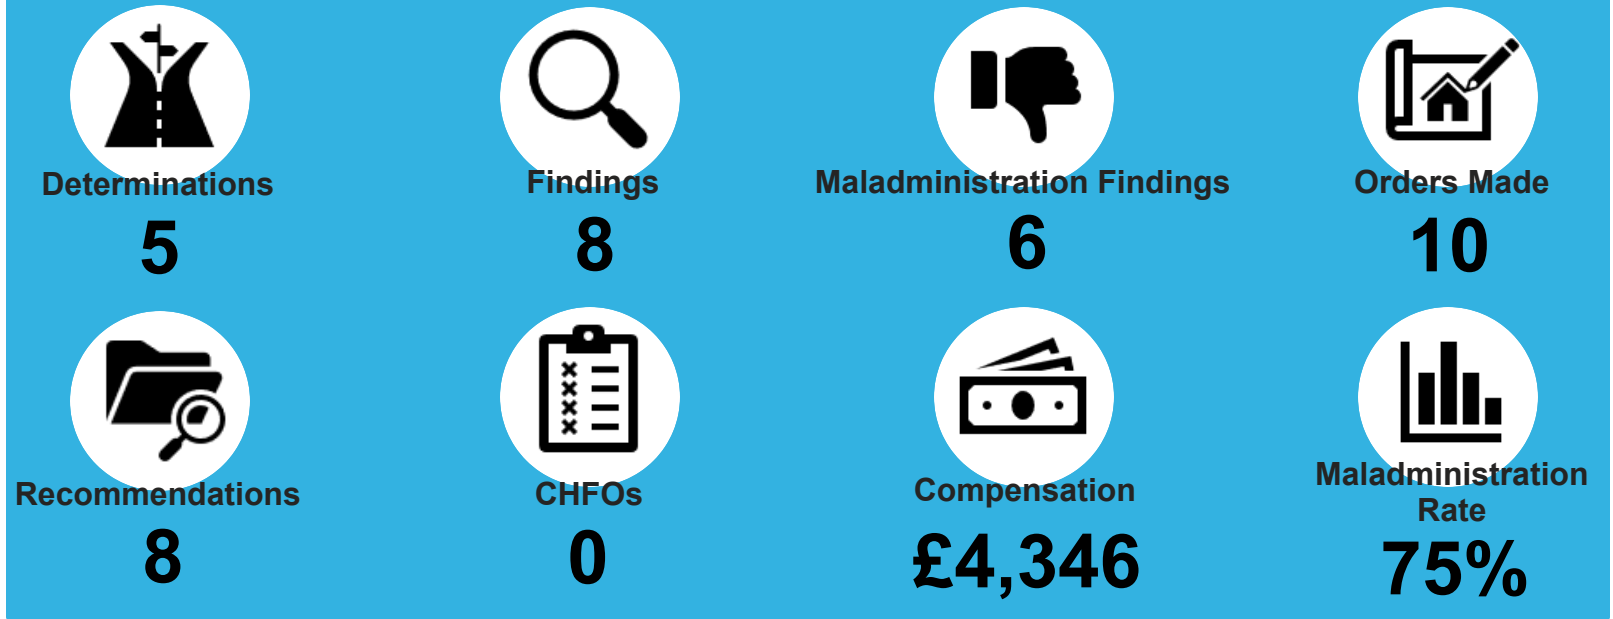 Determinations
5
Findings
8
Maladministration Findings
6
Orders Made
10
Recommendations
8
CHFOs
0
Compensation
£4,346
Maladministration
Rate
75%